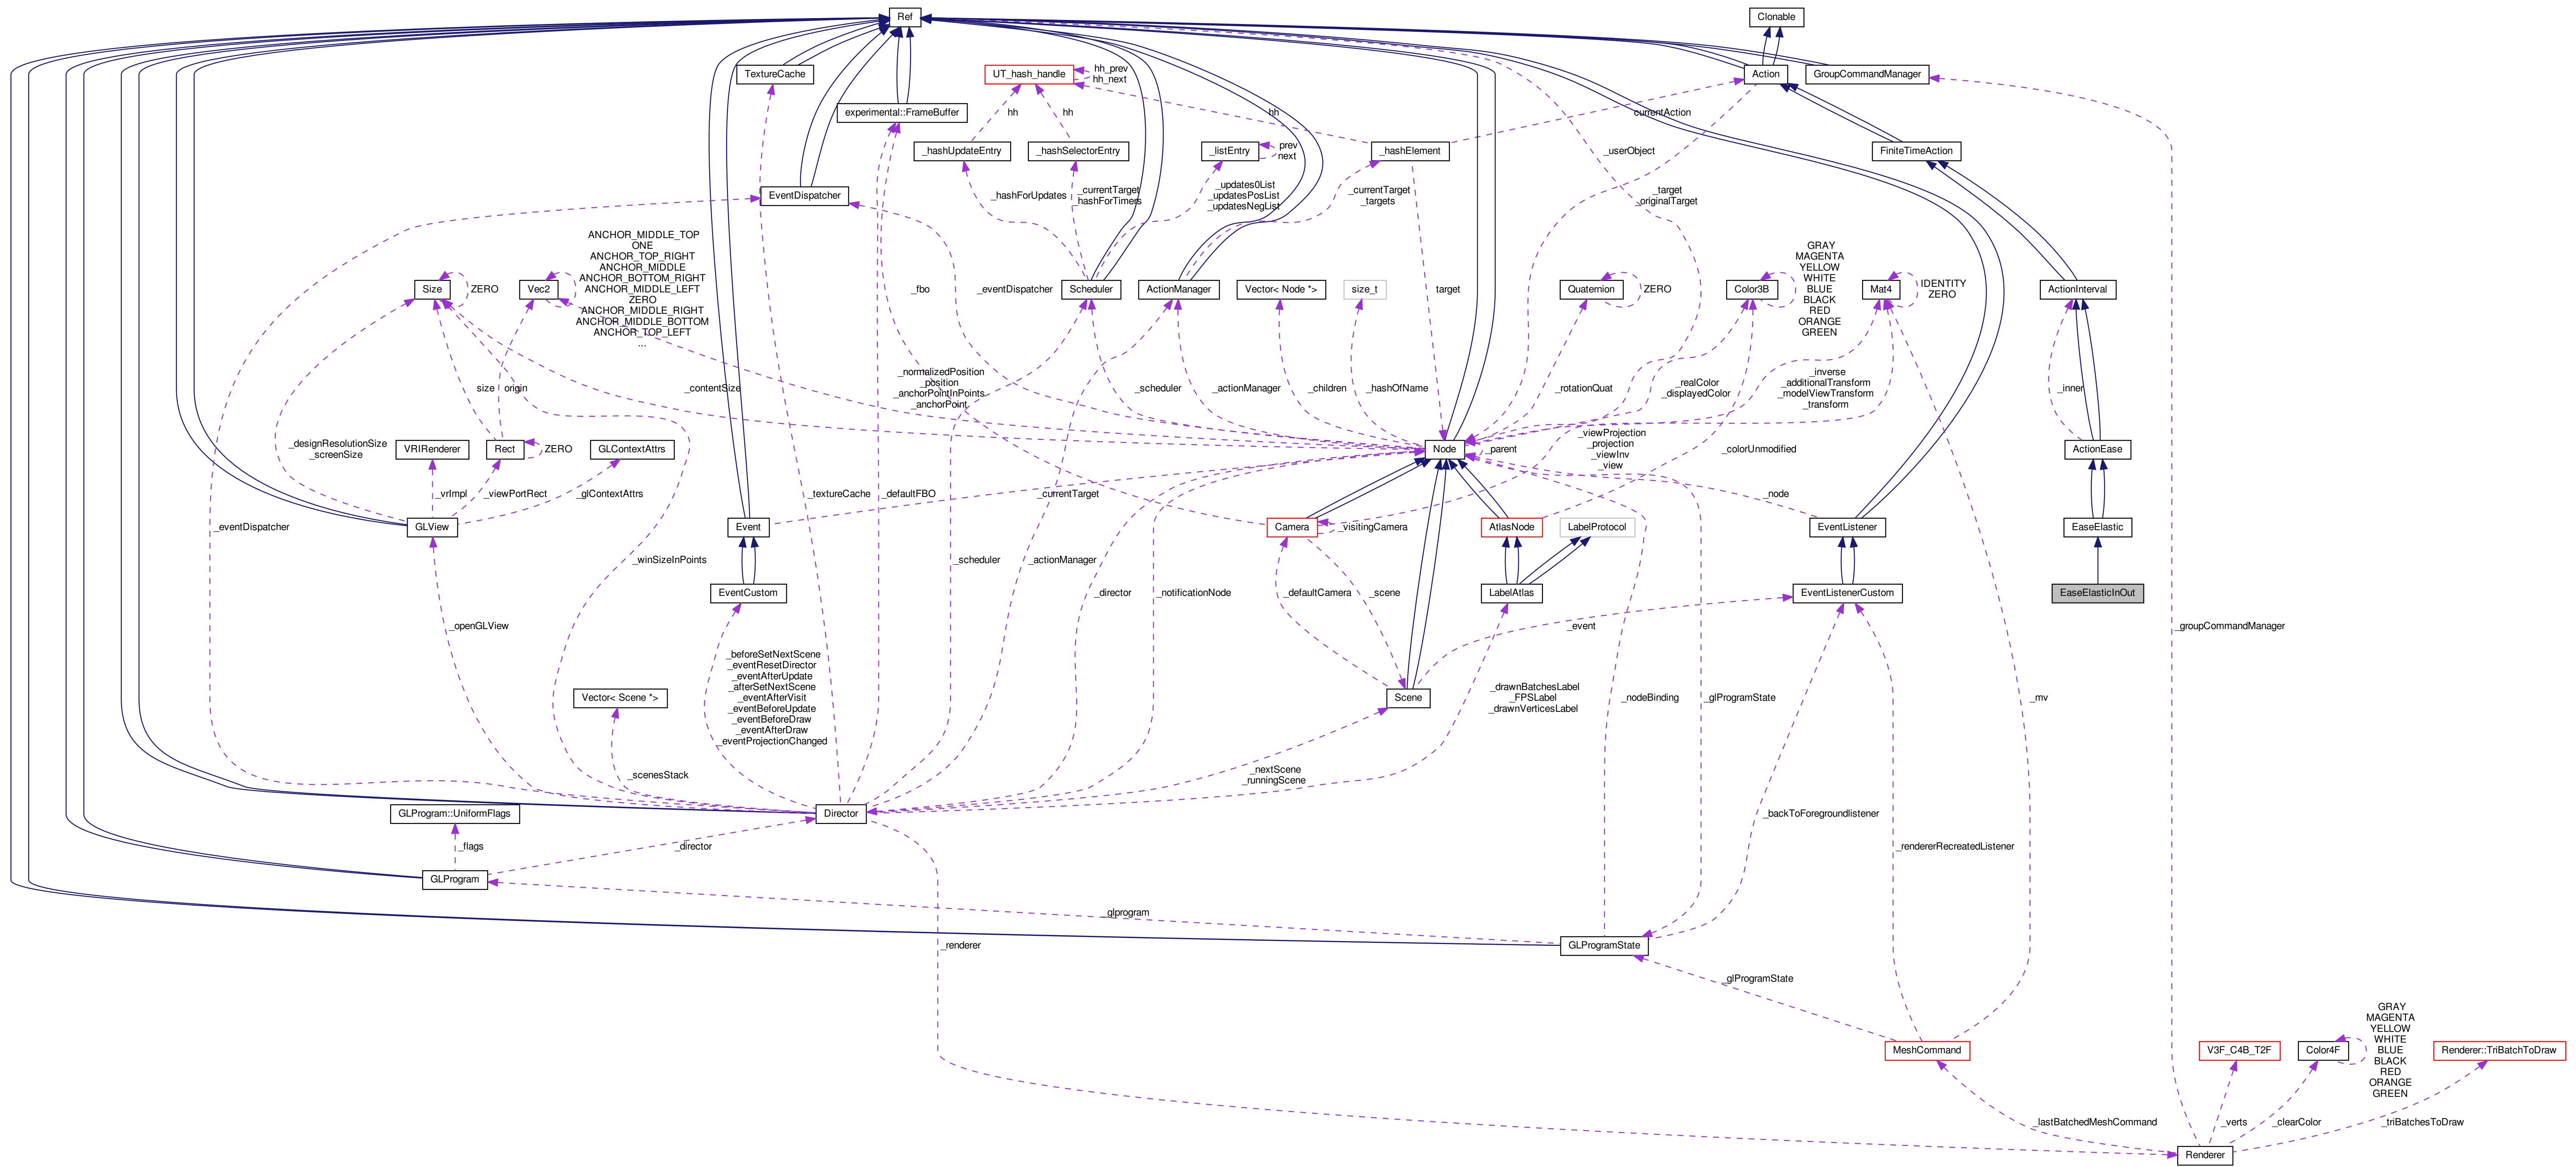 Ref
Clonable
TextureCache
UT_hash_handle
hh_prev
hh_next
Action
GroupCommandManager
experimental::FrameBuffer
hh
hh
hh
currentAction
_hashUpdateEntry
_hashSelectorEntry
_listEntry
prev
next
_hashElement
_userObject
FiniteTimeAction
EventDispatcher
_hashForUpdates
_currentTarget
_hashForTimers
_updates0List
_updatesPosList
_updatesNegList
_currentTarget
_targets
_target
_originalTarget
ANCHOR_MIDDLE_TOP
ONE
ANCHOR_TOP_RIGHT
ANCHOR_MIDDLE
ANCHOR_BOTTOM_RIGHT
ANCHOR_MIDDLE_LEFT
ZERO
ANCHOR_MIDDLE_RIGHT
ANCHOR_MIDDLE_BOTTOM
ANCHOR_TOP_LEFT
...
GRAY
MAGENTA
YELLOW
WHITE
BLUE
BLACK
RED
ORANGE
GREEN
Size
ZERO
Vec2
_fbo
_eventDispatcher
Scheduler
ActionManager
Vector< Node *>
size_t
target
Quaternion
ZERO
Color3B
Mat4
IDENTITY
ZERO
ActionInterval
size
origin
_contentSize
_normalizedPosition
_position
_anchorPointInPoints
_anchorPoint
_scheduler
_actionManager
_children
_hashOfName
_rotationQuat
_realColor
_displayedColor
_inverse
_additionalTransform
_modelViewTransform
_transform
_inner
_designResolutionSize
_screenSize
VRIRenderer
Rect
ZERO
GLContextAttrs
Node
_parent
_viewProjection
_projection
_viewInv
_view
_colorUnmodified
ActionEase
_vrImpl
_viewPortRect
_glContextAttrs
_textureCache
_defaultFBO
_currentTarget
_node
_eventDispatcher
GLView
Event
Camera
_visitingCamera
AtlasNode
LabelProtocol
EventListener
EaseElastic
_winSizeInPoints
_scheduler
_actionManager
EventCustom
_director
_notificationNode
_defaultCamera
_scene
LabelAtlas
EventListenerCustom
EaseElasticInOut
_openGLView
_event
_groupCommandManager
_beforeSetNextScene
_eventResetDirector
_eventAfterUpdate
_afterSetNextScene
_eventAfterVisit
_eventBeforeUpdate
_eventBeforeDraw
_eventAfterDraw
_eventProjectionChanged
Vector< Scene *>
Scene
_drawnBatchesLabel
_FPSLabel
_drawnVerticesLabel
_nodeBinding
_glProgramState
_mv
_scenesStack
_nextScene
_runningScene
GLProgram::UniformFlags
Director
_backToForegroundlistener
_flags
_director
_rendererRecreatedListener
GLProgram
_glprogram
_renderer
GLProgramState
_glProgramState
GRAY
MAGENTA
YELLOW
WHITE
BLUE
BLACK
RED
ORANGE
GREEN
MeshCommand
V3F_C4B_T2F
Color4F
Renderer::TriBatchToDraw
_lastBatchedMeshCommand
_verts
_clearColor
_triBatchesToDraw
Renderer